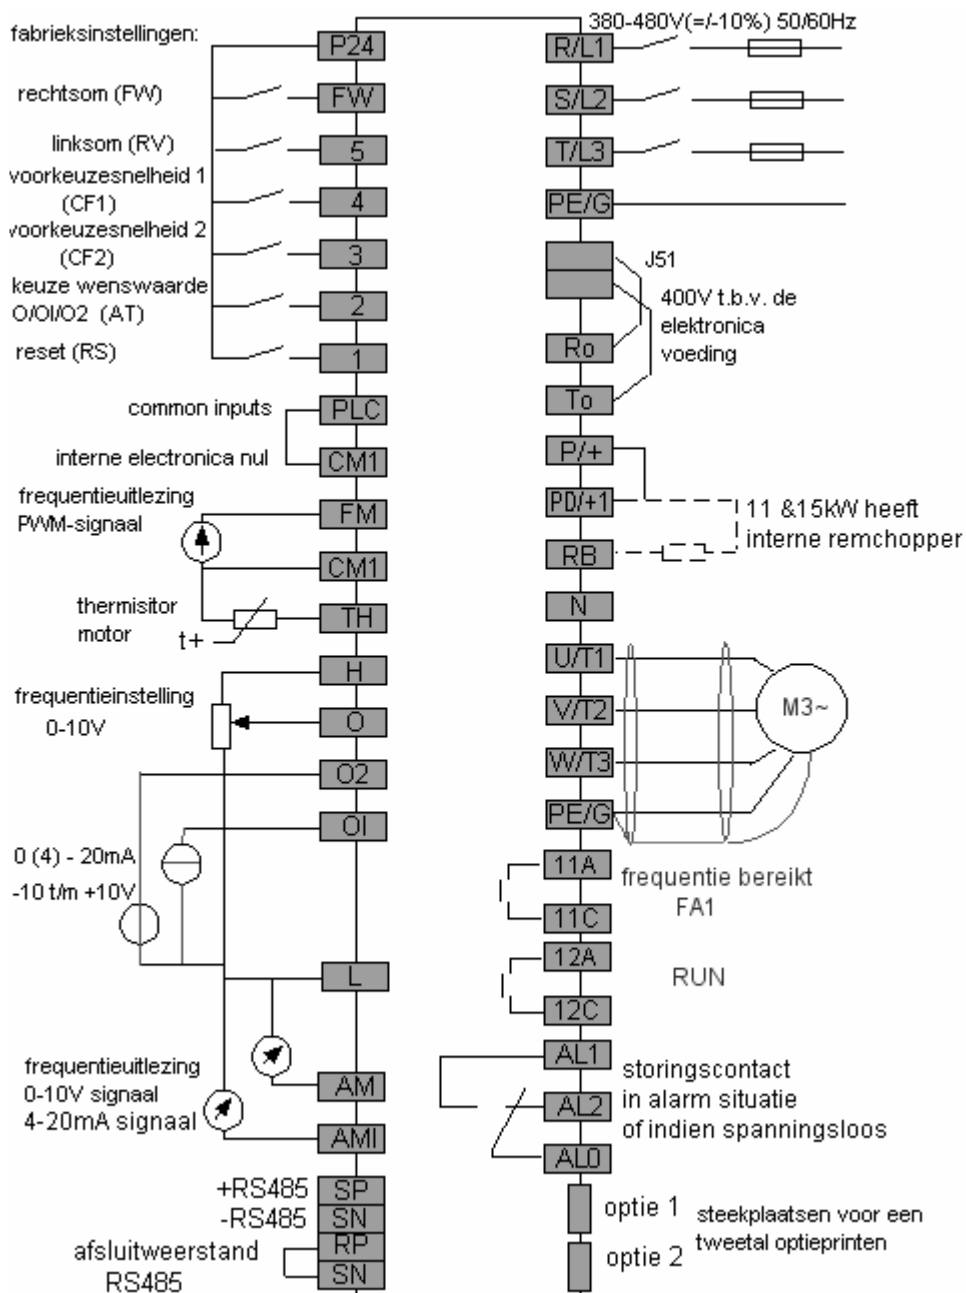 380-480V(=/-10%) 50/60Hz
fabrieksinstellingen:
P24
R/L1
rechtsom (FW)
FW
S/L2
linksom (RV)
5
T/L3
voorkeuzesnelheid 1
(CF1)
4
PE/G
voorkeuzesnelheid 2
(CF2)
3
J51
keuze wenswaarde
O/OI/O2 (AT)
2
400V t.b.v. de
elektronica
voeding
reset (RS)
1
Ro
common inputs
PLC
To
interne electronica nul
CM1
P/+
frequentieuitlezing
PWM-signaal
FM
PD/+1
11 &15kW heeft
interne remchopper
CM1
RB
thermisitor
motor
t+
TH
N
H
U/T1
frequentieinstelling
0-10V
O
V/T2
M3~
O2
W/T3
OI
PE/G
0 (4) - 20mA
-10 t/m +10V
11A
frequentie bereikt
FA1
11C
L
12A
RUN
12C
frequentieuitlezing
0-10V signaal
4-20mA signaal
AM
AMI
AL1
storingscontact
in alarm situatie
of indien spanningsloos
AL2
AL0
+RS485
SP
-RS485
SN
afsluitweerstand
RS485
RP
SN
optie 1
optie 2
steekplaatsen voor een
tweetal optieprinten